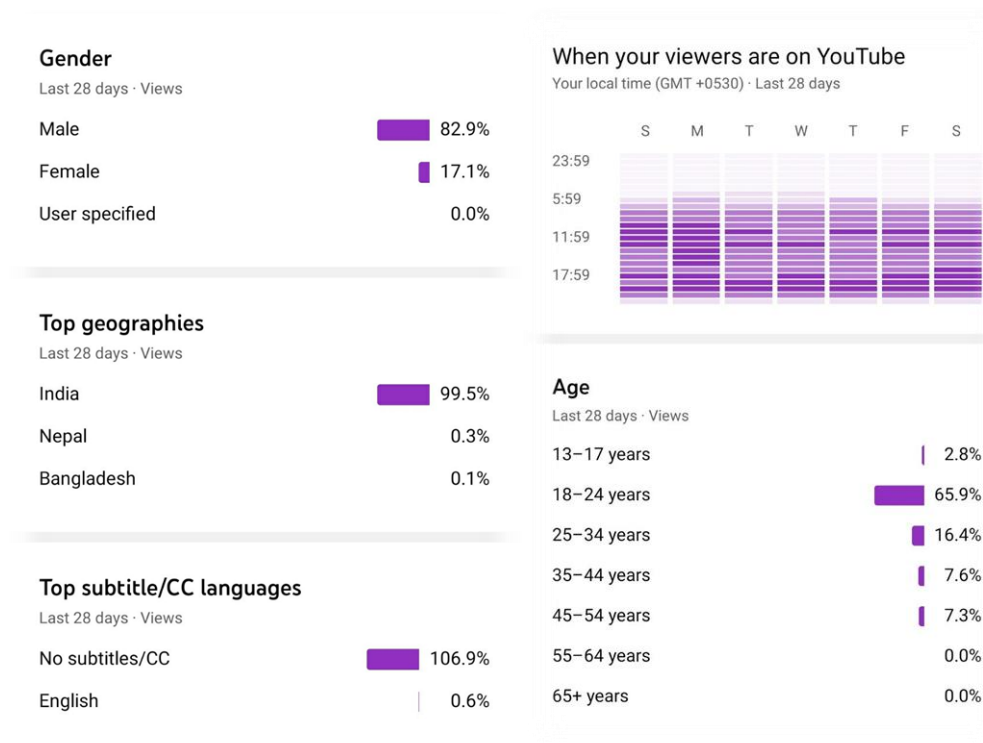 Gender
Last 28 days · Views
Male 82.9%
Female 17.1%
User specified 0.0%
Top geographies
Last 28 days · Views
India 99.5%
Nepal 0.3%
Bangladesh 0.1%
Top subtitle/CC languages
Last 28 days · Views
No subtitles/CC 106.9%
English 0.6%
When your viewers are on YouTube
Your local time (GMT +0530) · Last 28 days
S M T W T F S
23:59
5:59
11:59
17:59
Age
Last 28 days · Views
13–17 years 2.8%
18–24 years 65.9%
25–34 years 16.4%
35–44 years 7.6%
45–54 years 7.3%
55–64 years 0.0%
65+ years 0.0%